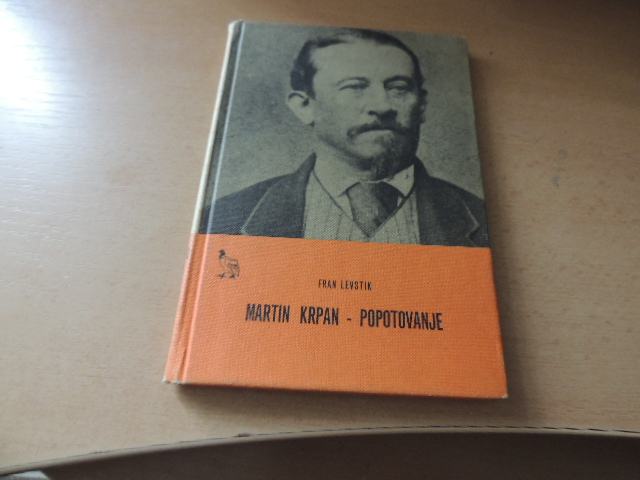 FRAN LEVSTIK
MARTIN KRPAN - POPOTOVANJE